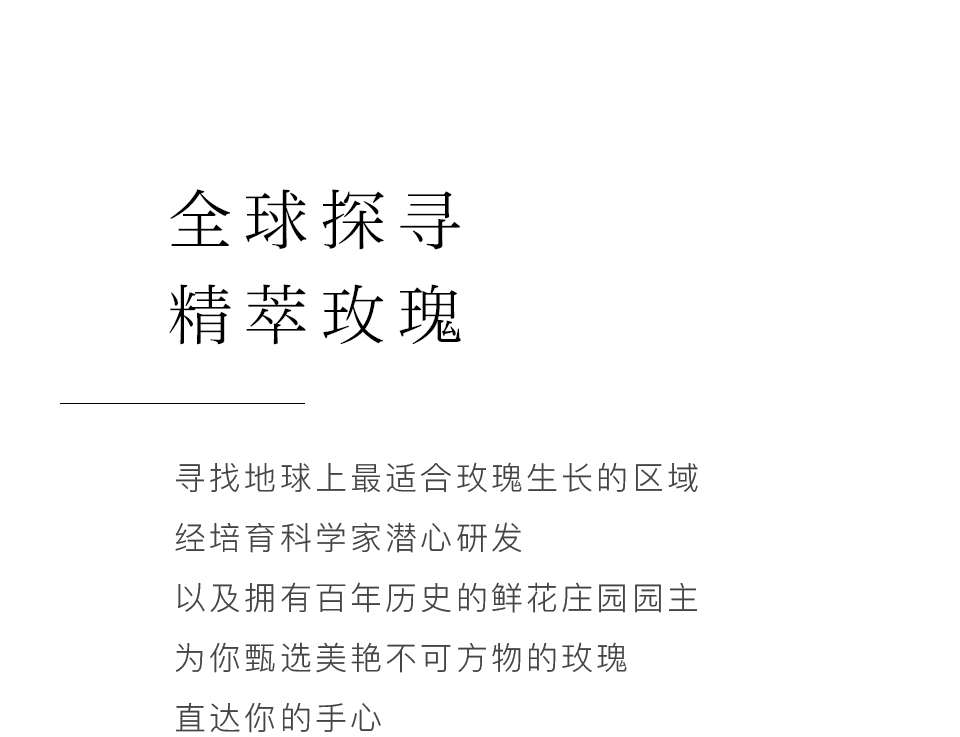 全球探寻
精萃玫瑰
寻找地球上最适合玫瑰生长的区域
经培育科学家潜心研发
以及拥有百年历史的鲜花庄园园主
为你甄选美艳不可方物的玫瑰
直达你的手心